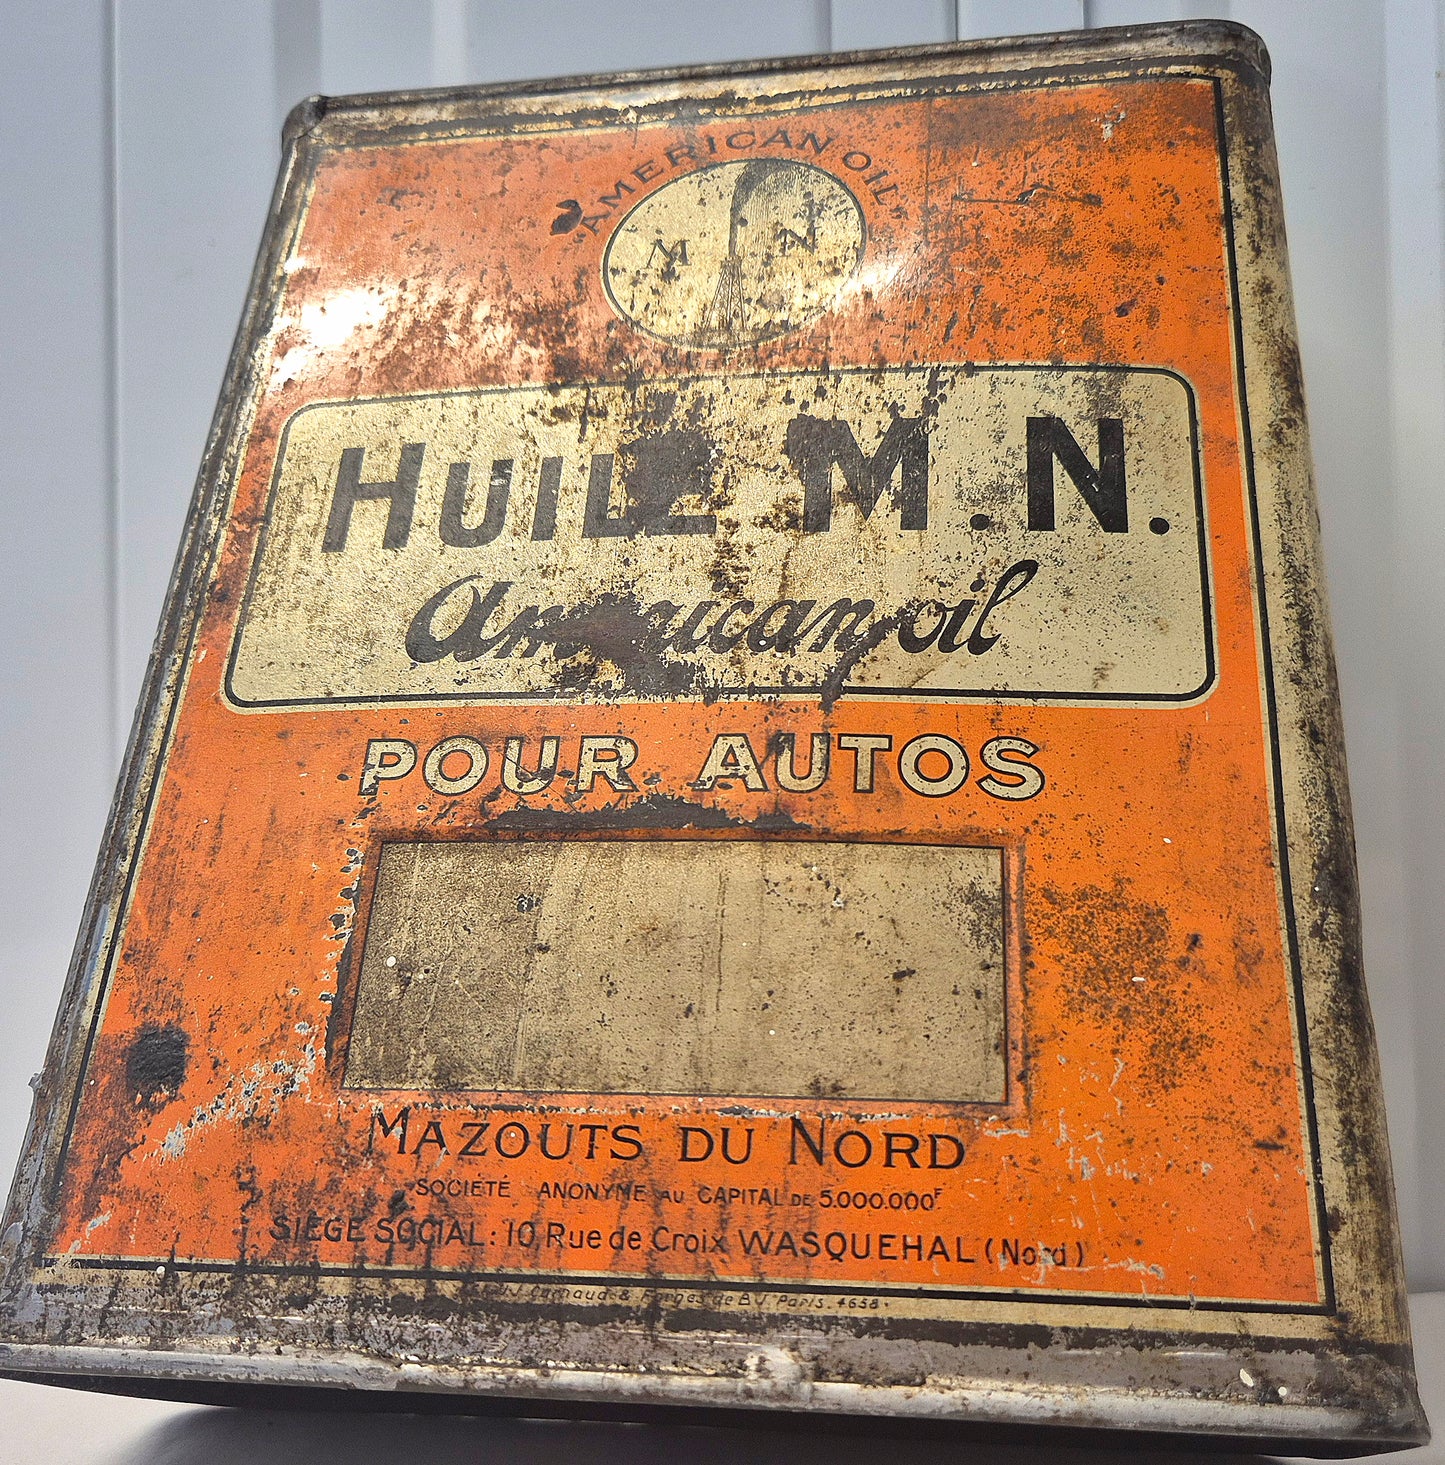 "AMERICAN OIL"
M N
HUILE M.N.
American oil
POUR AUTOS
MAZOUTS DU NORD
SOCIÉTÉ ANONYME AU CAPITAL DE 5.000.000F
SIÈGE SOCIAL: 10 Rue de Croix WASQUEHAL (Nord)
Carnaud & Forges de B.J. Paris. 4658.